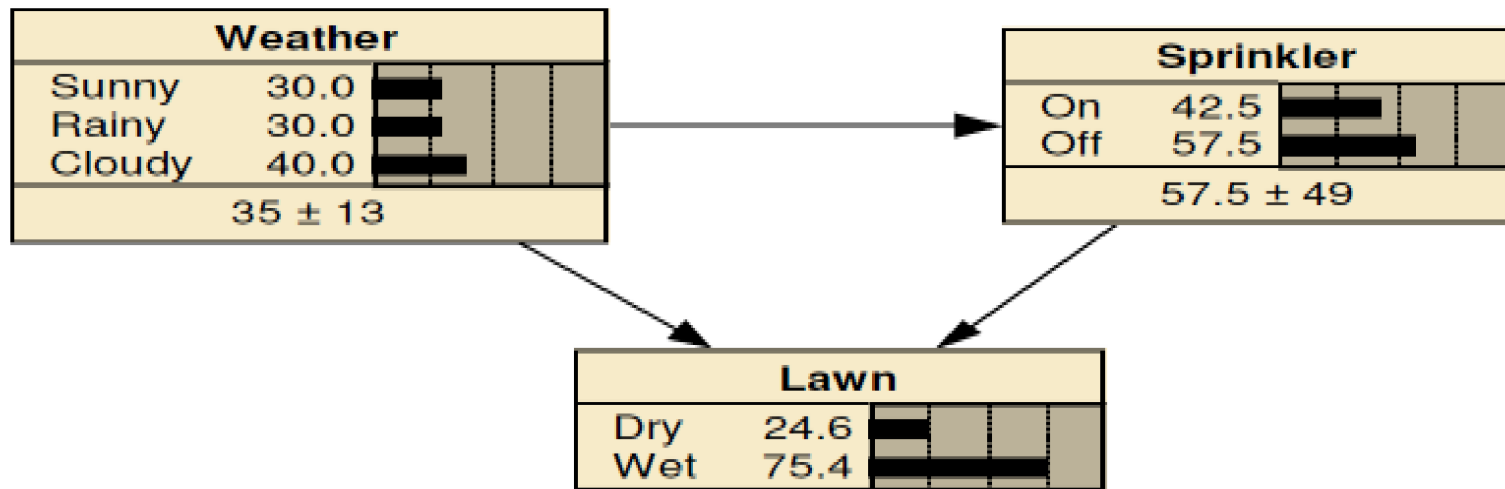 Weather
Sunny 30.0
Rainy 30.0
Cloudy 40.0
35 ± 13
Sprinkler
On 42.5
Off 57.5
57.5 ± 49
Lawn
Dry 24.6
Wet 75.4